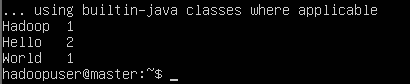 ... using builtin-java classes where applicable
Hadoop  1
Hello   2
World   1
hadoopuser@master:~$ _